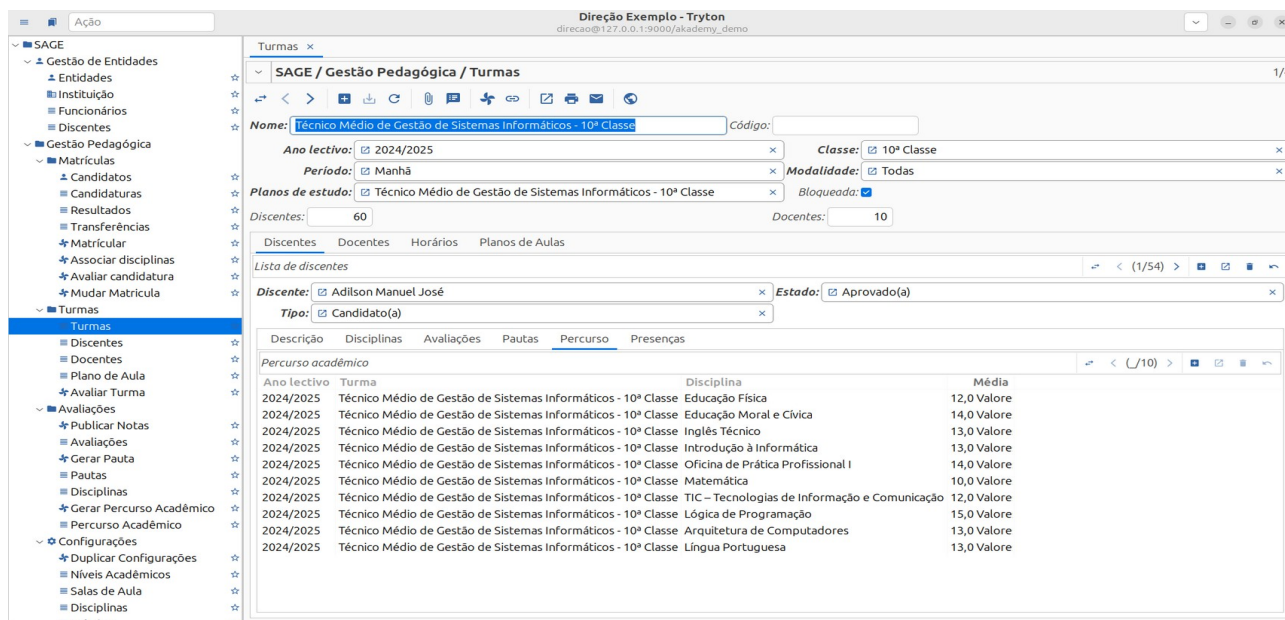 Ação
Direção Exemplo - Tryton
direcao@127.0.0.1:9000/akademy_demo
SAGE
Gestão de Entidades
Entidades
Instituição
Funcionários
Discentes
Gestão Pedagógica
Matrículas
Candidatos
Candidaturas
Resultados
Transferências
Matrícular
Associar disciplinas
Avaliar candidatura
Mudar Matricula
Turmas
Turmas
Discentes
Docentes
Plano de Aula
Avaliar Turma
Avaliações
Publicar Notas
Avaliações
Gerar Pauta
Pautas
Disciplinas
Gerar Percurso Acadêmico
Percurso Acadêmico
Configurações
Duplicar Configurações
Níveis Acadêmicos
Salas de Aula
Disciplinas
Turmas ×
SAGE / Gestão Pedagógica / Turmas
1/
Nome: Técnico Médio de Gestão de Sistemas Informáticos - 10ª Classe Código:
Ano lectivo: 2024/2025 Classe: 10ª Classe
Período: Manhã Modalidade: Todas
Planos de estudo: Técnico Médio de Gestão de Sistemas Informáticos - 10ª Classe Bloqueada:
Discentes: 60 Docentes: 10
Discentes Docentes Horários Planos de Aulas
Lista de discentes (1/54)
Discente: Adilson Manuel José Estado: Aprovado(a)
Tipo: Candidato(a)
Descrição Disciplinas Avaliações Pautas Percurso Presenças
Percurso acadêmico (_/10)
Ano lectivo Turma Disciplina Média
2024/2025 Técnico Médio de Gestão de Sistemas Informáticos - 10ª Classe Educação Física 12,0 Valore
2024/2025 Técnico Médio de Gestão de Sistemas Informáticos - 10ª Classe Educação Moral e Cívica 14,0 Valore
2024/2025 Técnico Médio de Gestão de Sistemas Informáticos - 10ª Classe Inglês Técnico 13,0 Valore
2024/2025 Técnico Médio de Gestão de Sistemas Informáticos - 10ª Classe Introdução à Informática 13,0 Valore
2024/2025 Técnico Médio de Gestão de Sistemas Informáticos - 10ª Classe Oficina de Prática Profissional I 14,0 Valore
2024/2025 Técnico Médio de Gestão de Sistemas Informáticos - 10ª Classe Matemática 10,0 Valore
2024/2025 Técnico Médio de Gestão de Sistemas Informáticos - 10ª Classe TIC – Tecnologias de Informação e Comunicação 12,0 Valore
2024/2025 Técnico Médio de Gestão de Sistemas Informáticos - 10ª Classe Lógica de Programação 15,0 Valore
2024/2025 Técnico Médio de Gestão de Sistemas Informáticos - 10ª Classe Arquitetura de Computadores 13,0 Valore
2024/2025 Técnico Médio de Gestão de Sistemas Informáticos - 10ª Classe Língua Portuguesa 13,0 Valore